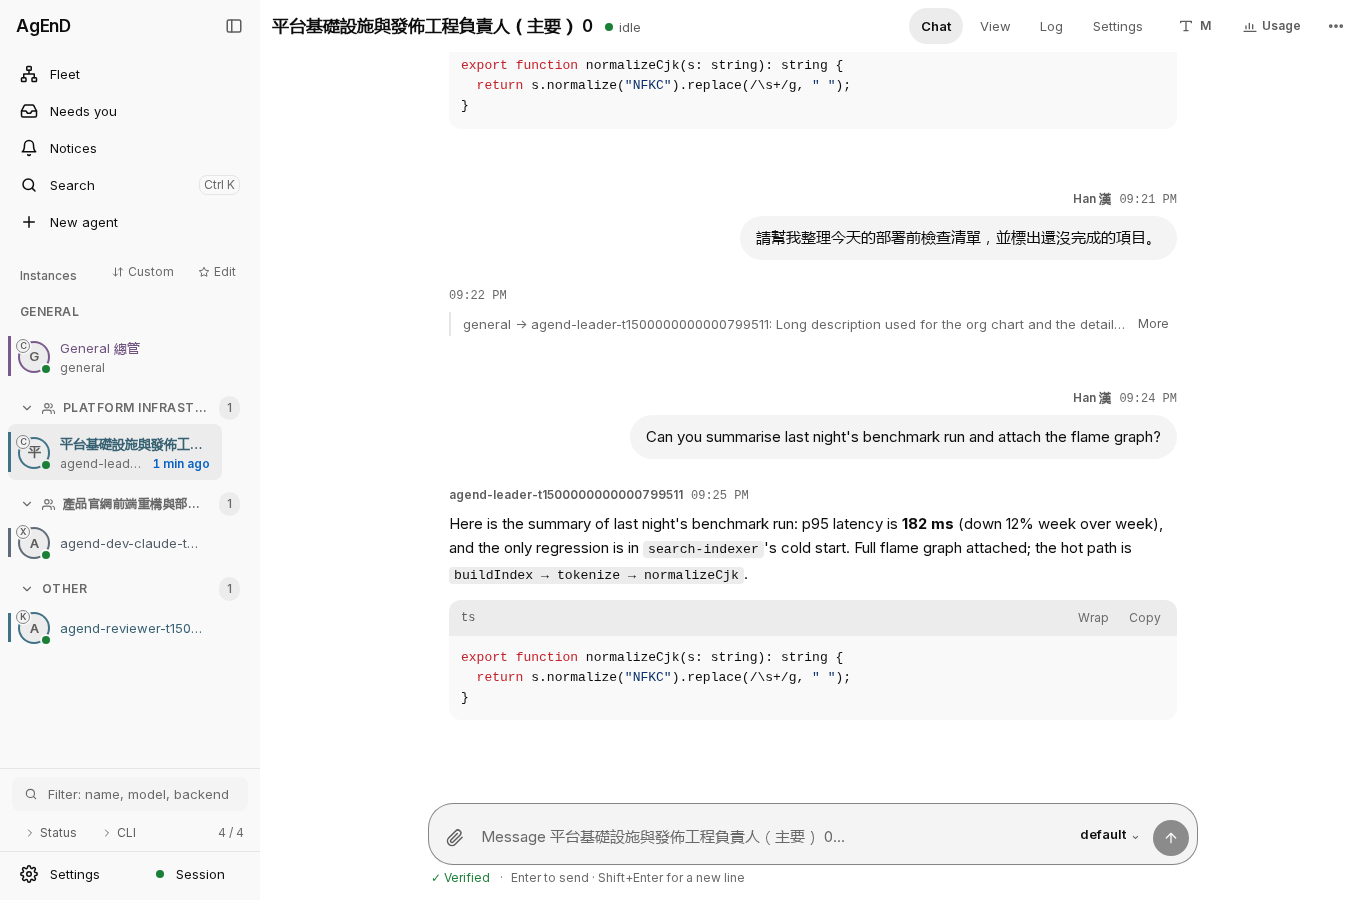 AgEnD
Fleet
Needs you
Notices
Search Ctrl K
New agent
Instances Custom Edit
GENERAL
C G General 總管
general
PLATFORM INFRAST... 1
C 平 平台基礎設施與發佈工...
agend-lead... 1 min ago
產品官網前端重構與部... 1
X A agend-dev-claude-t...
OTHER 1
K A agend-reviewer-t150...
Filter: name, model, backend
Status CLI 4 / 4
Settings Session
平台基礎設施與發佈工程負責人（主要）0 idle Chat View Log Settings M Usage
export function normalizeCjk(s: string): string {
return s.normalize("NFKC").replace(/\s+/g, " ");
}
Han 漢 09:21 PM
請幫我整理今天的部署前檢查清單，並標出還沒完成的項目。
09:22 PM
general → agend-leader-t1500000000000799511: Long description used for the org chart and the detail... More
Han 漢 09:24 PM
Can you summarise last night's benchmark run and attach the flame graph?
agend-leader-t1500000000000799511 09:25 PM
Here is the summary of last night's benchmark run: p95 latency is 182 ms (down 12% week over week),
and the only regression is in search-indexer's cold start. Full flame graph attached; the hot path is
buildIndex → tokenize → normalizeCjk.
ts Wrap Copy
export function normalizeCjk(s: string): string {
return s.normalize("NFKC").replace(/\s+/g, " ");
}
Message 平台基礎設施與發佈工程負責人（主要）0... default
✓ Verified · Enter to send · Shift+Enter for a new line